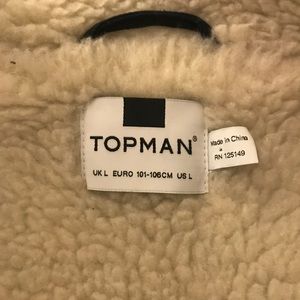 TOPMAN®
UK L EURO 101-106CM US L
Made in China
RN 125149